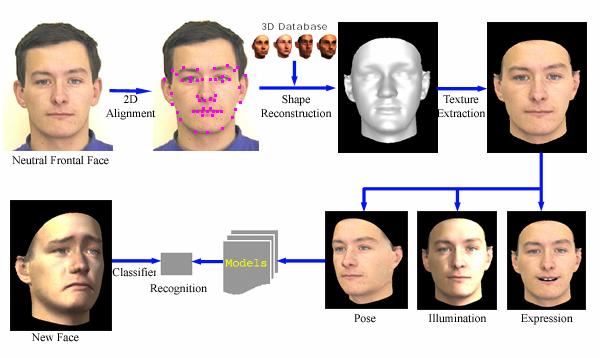 3D Database
2D
Alignment
Shape
Reconstruction
Texture
Extraction
Neutral Frontal Face
Classifier
Models
Recognition
New Face
Pose
Illumination
Expression